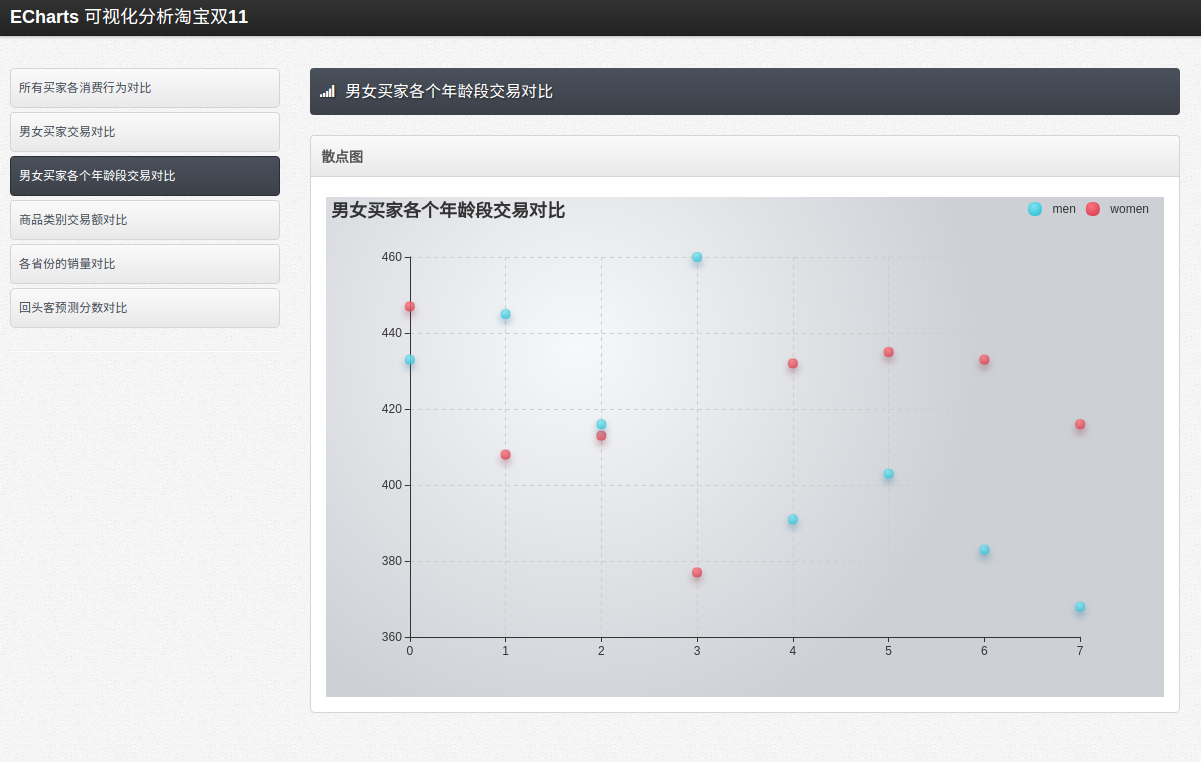 ECharts 可视化分析淘宝双11
所有买家各消费行为对比
男女买家交易对比
男女买家各个年龄段交易对比
商品类别交易额对比
各省份的销量对比
回头客预测分数对比
男女买家各个年龄段交易对比
散点图
男女买家各个年龄段交易对比
men women
460
440
420
400
380
360
0 1 2 3 4 5 6 7